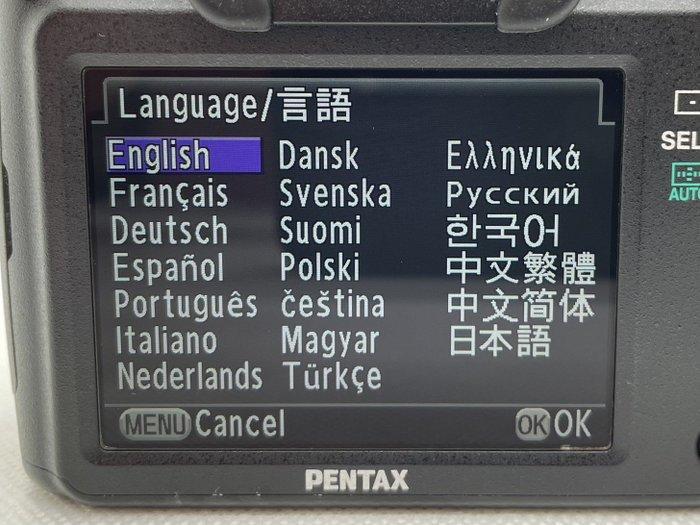 Language/言語
English Dansk Ελληνικά
Français Svenska Русский
Deutsch Suomi 한국어
Español Polski 中文繁體
Português čeština 中文简体
Italiano Magyar 日本語
Nederlands Türkçe
MENU Cancel OK OK
PENTAX